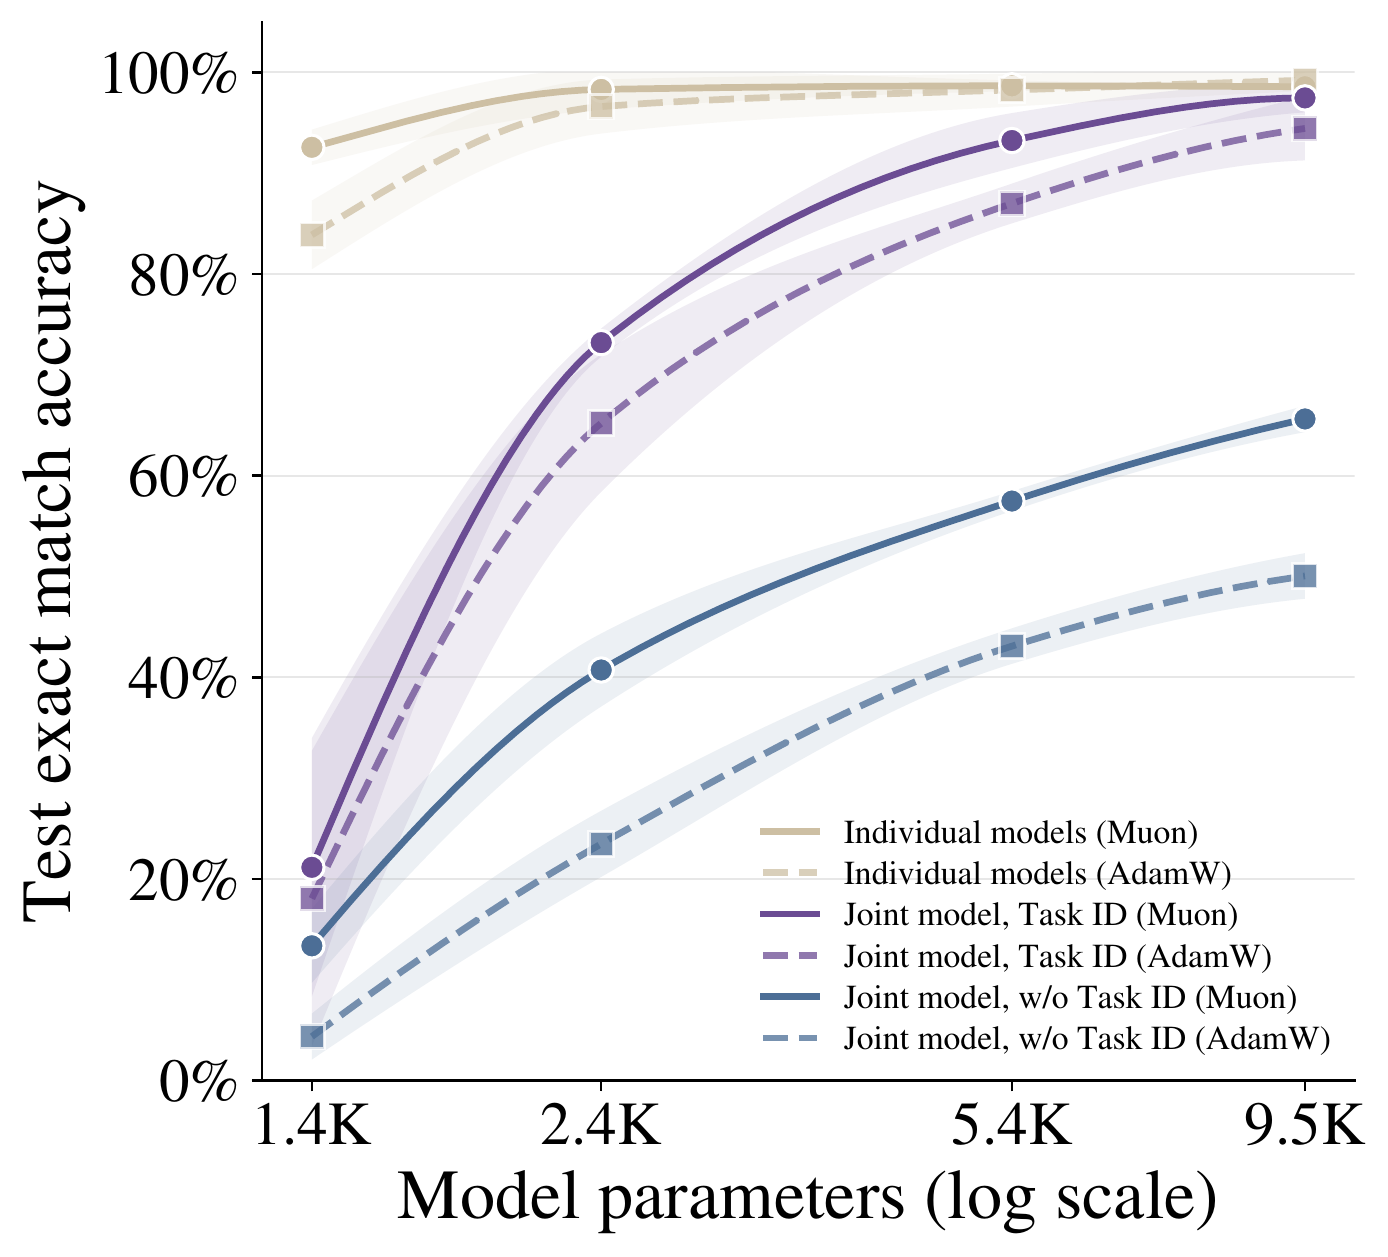 Test exact match accuracy
100%
80%
60%
40%
20%
0%
Individual models (Muon)
Individual models (AdamW)
Joint model, Task ID (Muon)
Joint model, Task ID (AdamW)
Joint model, w/o Task ID (Muon)
Joint model, w/o Task ID (AdamW)
1.4K 2.4K 5.4K 9.5K
Model parameters (log scale)